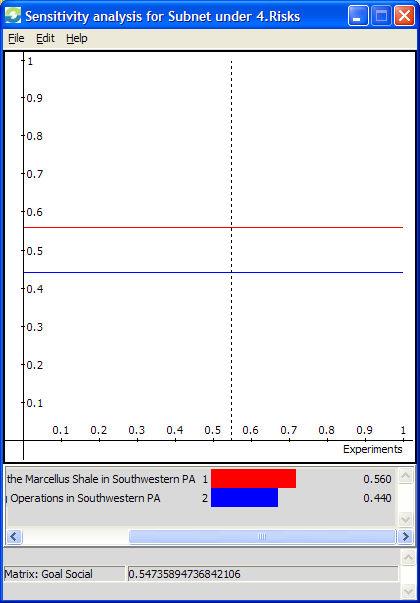 Sensitivity analysis for Subnet under 4.Risks
File Edit Help
1
0.9
0.8
0.7
0.6
0.5
0.4
0.3
0.2
0.1
0.1 0.2 0.3 0.4 0.5 0.6 0.7 0.8 0.9 1
Experiments
the Marcellus Shale in Southwestern PA 1 0.560
Operations in Southwestern PA 2 0.440
Matrix: Goal Social 0.54735894736842106